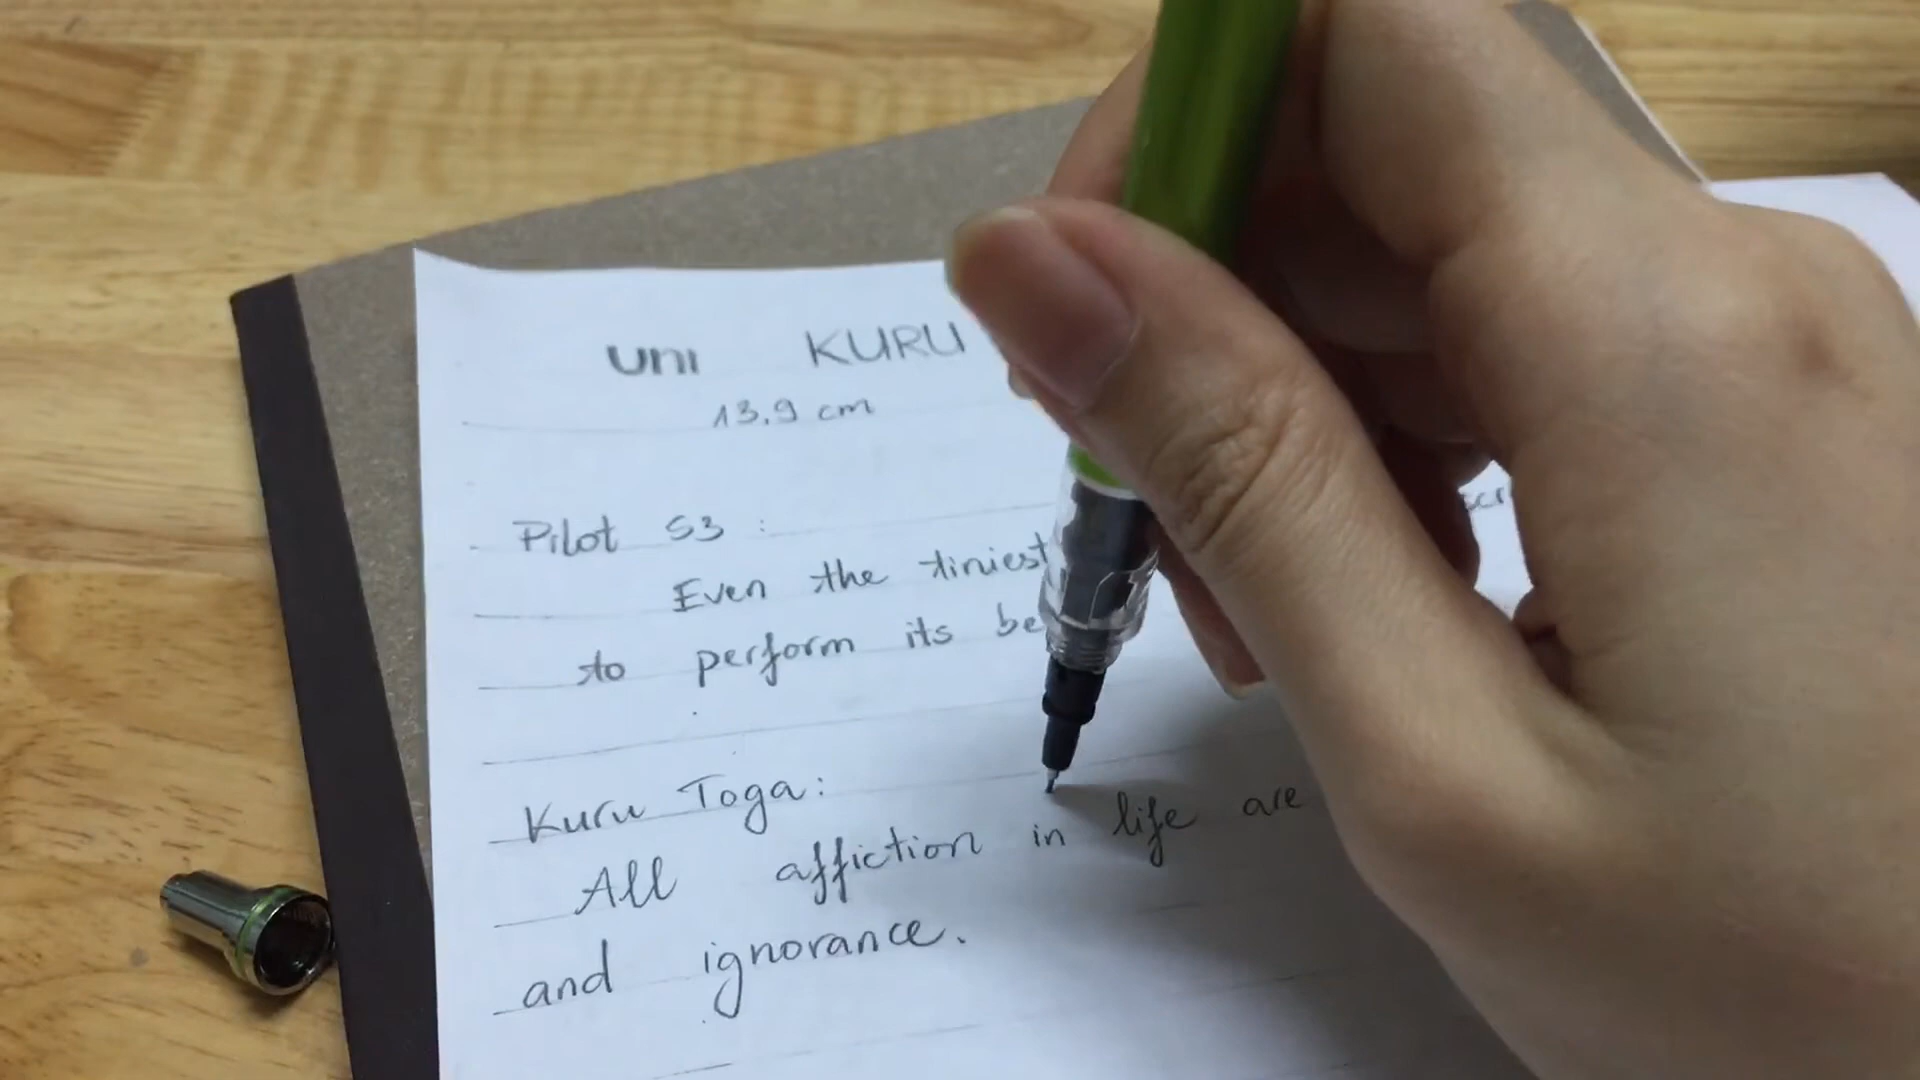 uni KURU
13,9 cm
Pilot S3 :
Even the tiniest
to perform its
Kuru Toga:
All affiction in life are
and ignorance.